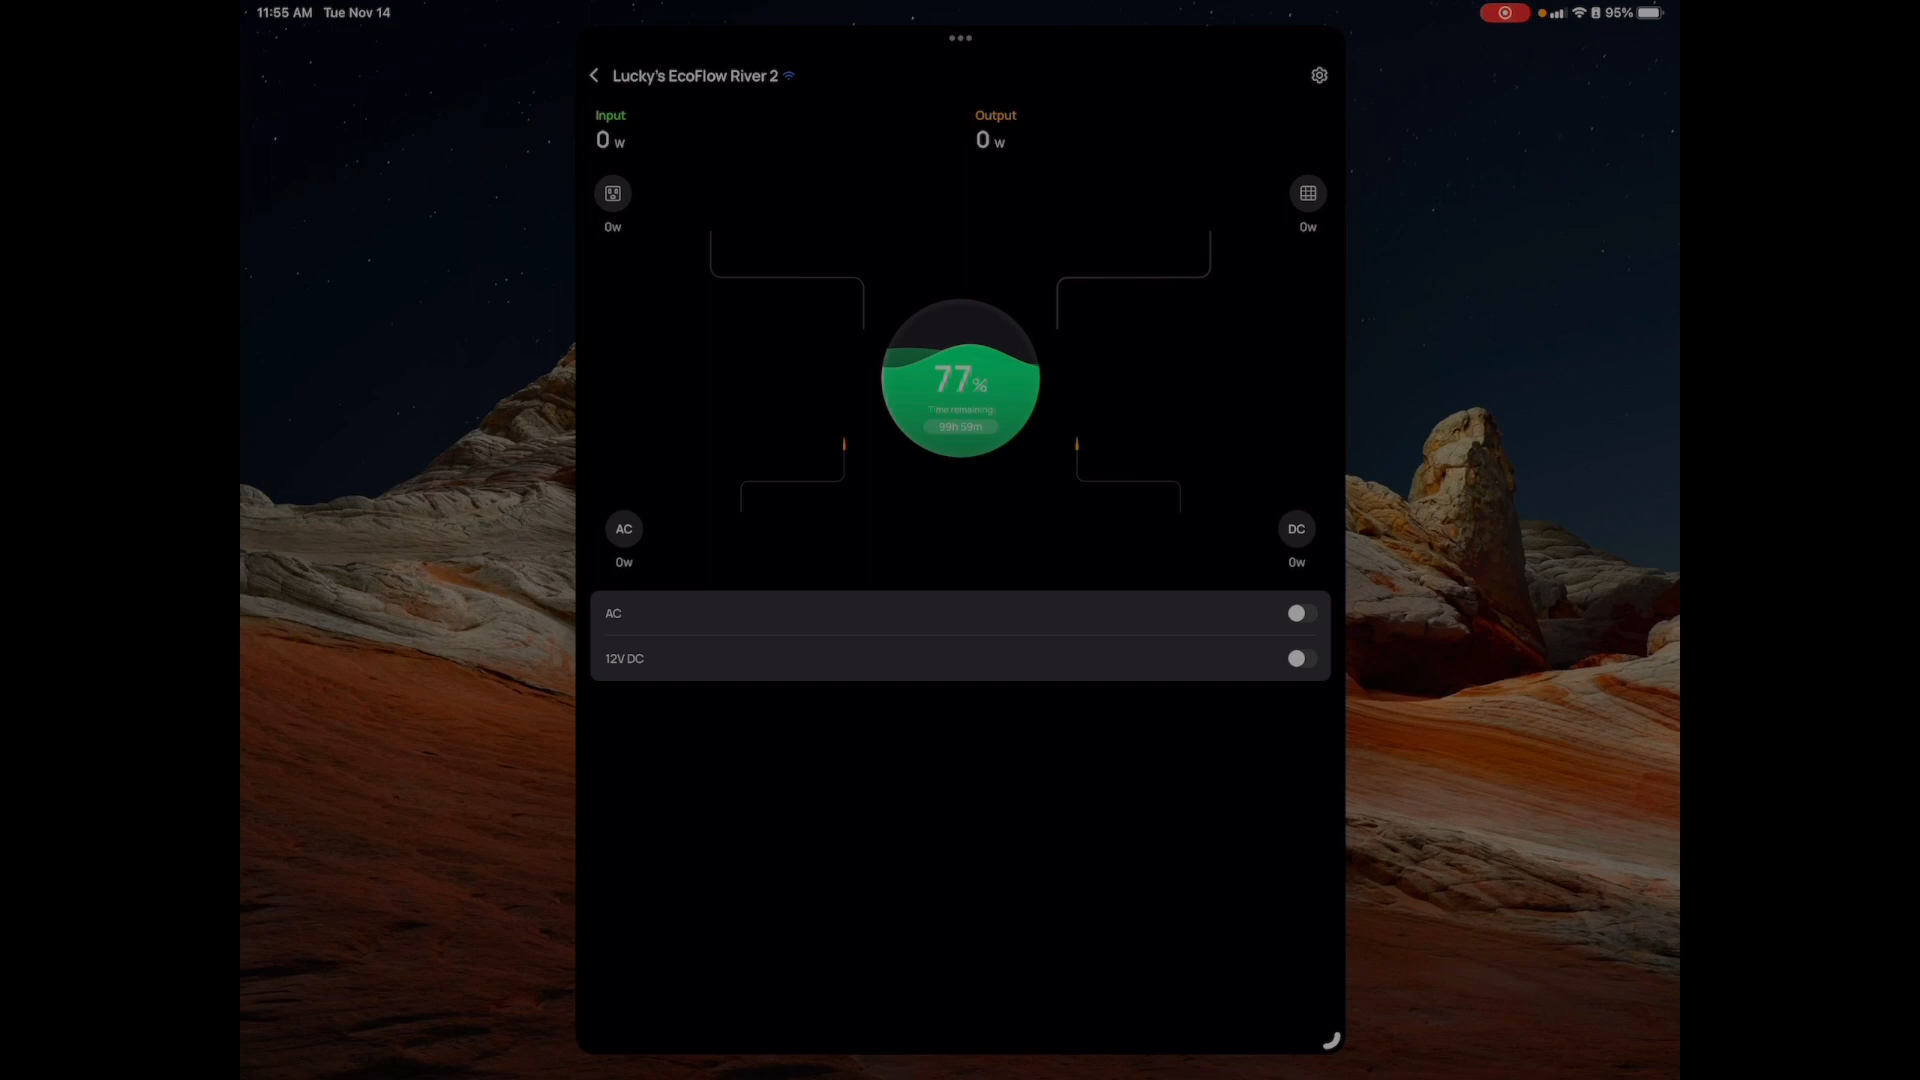 11:55 AM Tue Nov 14
95%
Lucky's EcoFlow River 2
Input
Output
0 w
0 w
0w
0w
77%
Time remaining
99h 59m
AC
DC
0w
0w
AC
12V DC